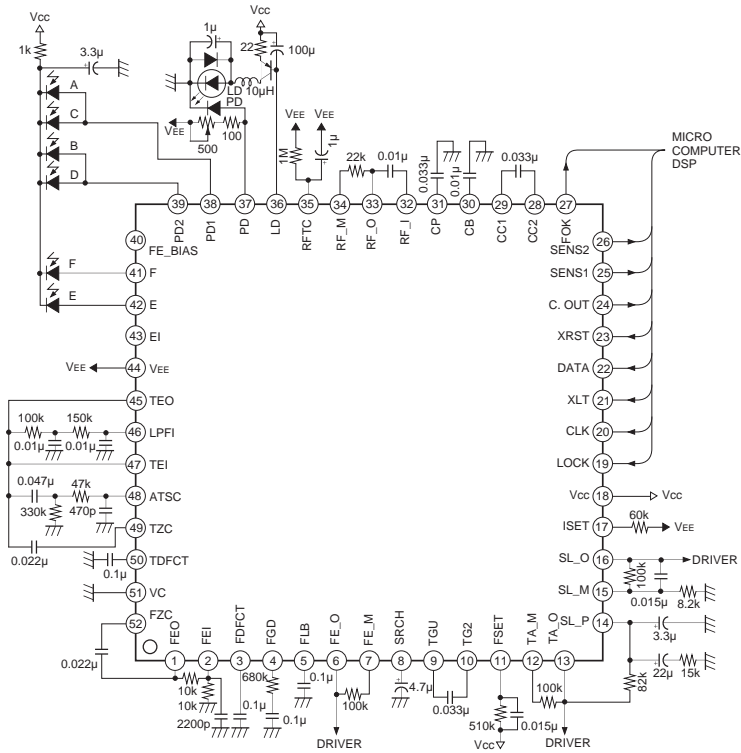 Vcc
1k
3.3µ
A
C
B
D
F
E
1µ
LD
PD
10µH
VEE
500
100
Vcc
22
100µ
VEE
VEE
1M
1µ
22k
0.01µ
0.033µ
0.01µ
0.033µ
MICRO
COMPUTER
DSP
39 38 37 36 35 34 33 32 31 30 29 28 27
PD2 PD1 PD LD RFTC RF_M RF_O RF_I CP CB CC1 CC2 FOK
40 FE_BIAS
41 F
42 E
43 EI
VEE 44 VEE
45 TEO
100k 150k 46 LPFI
0.01µ 0.01µ
47 TEI
0.047µ 47k 48 ATSC
330k 470p
49 TZC
0.022µ
50 TDFCT
0.1µ
51 VC
52 FZC
SENS2 26
SENS1 25
C. OUT 24
XRST 23
DATA 22
XLT 21
CLK 20
LOCK 19
Vcc 18 Vcc
ISET 17 60k VEE
SL_O 16 DRIVER
100k
0.015µ
SL_M 15 8.2k
SL_P 14
3.3µ
22µ 15k
82k
FEO FEI FDFCT FGD FLB FE_O FE_M SRCH TGU TG2 FSET TA_M TA_O
1 2 3 4 5 6 7 8 9 10 11 12 13
0.022µ
10k
10k
2200p
0.1µ
680k
0.1µ
0.1µ
100k
DRIVER
4.7µ
0.033µ
510k
0.015µ
Vcc
100k
DRIVER